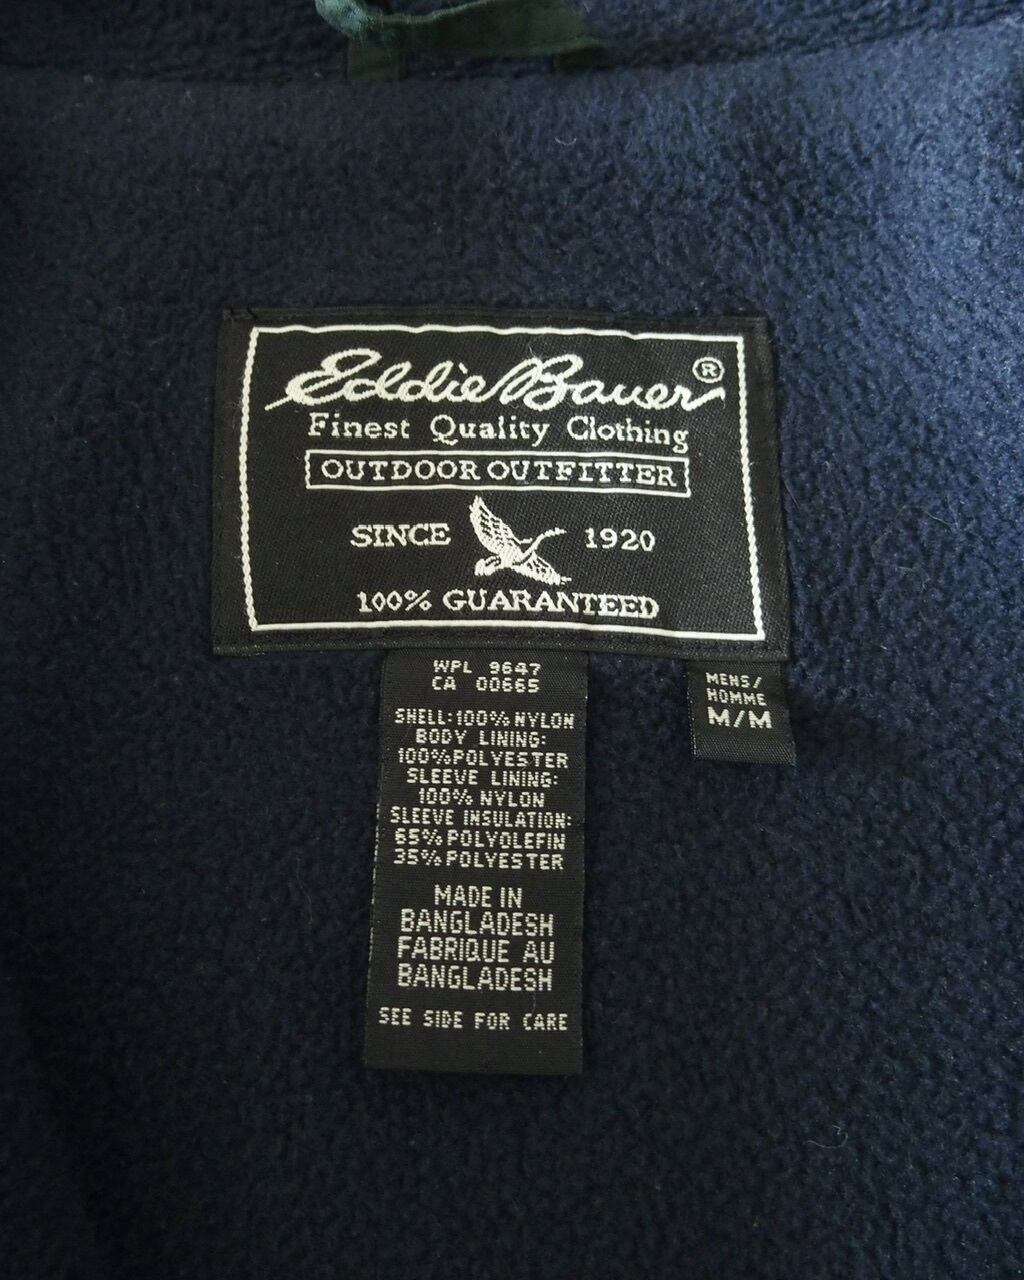 Eddie Bauer®
Finest Quality Clothing
OUTDOOR OUTFITTER
SINCE 1920
100% GUARANTEED
WPL 9647
CA 00665
SHELL:100% NYLON
BODY LINING:
100%POLYESTER
SLEEVE LINING:
100% NYLON
SLEEVE INSULATION:
65% POLYOLEFIN
35% POLYESTER
MADE IN
BANGLADESH
FABRIQUE AU
BANGLADESH
SEE SIDE FOR CARE
MENS/
HOMME
M/M